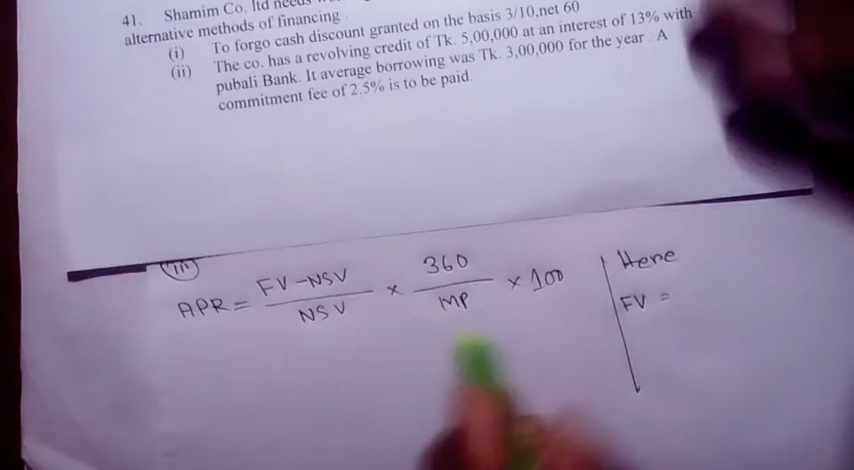 41. Shamim Co. ltd needs
alternative methods of financing
(i) To forgo cash discount granted on the basis 3/10,net 60
(ii) The co. has a revolving credit of Tk. 5,00,000 at an interest of 13% with
pubali Bank. It average borrowing was Tk. 3,00,000 for the year . A
commitment fee of 2.5% is to be paid.
(iii)
APR = FV-NSV / NSV × 360 / MP × 100
Here
FV =